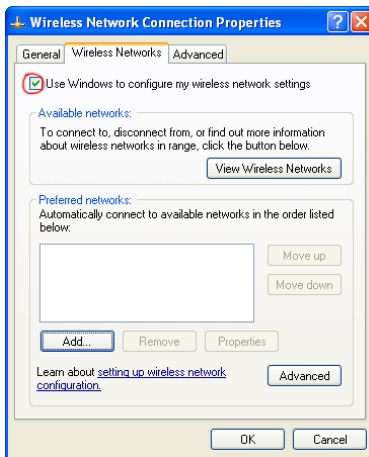 Wireless Network Connection Properties
General Wireless Networks Advanced
Use Windows to configure my wireless network settings
Available networks:
To connect to, disconnect from, or find out more information
about wireless networks in range, click the button below.
View Wireless Networks
Preferred networks:
Automatically connect to available networks in the order listed
below:
Move up
Move down
Add... Remove Properties
Learn about setting up wireless network
configuration.
Advanced
OK Cancel